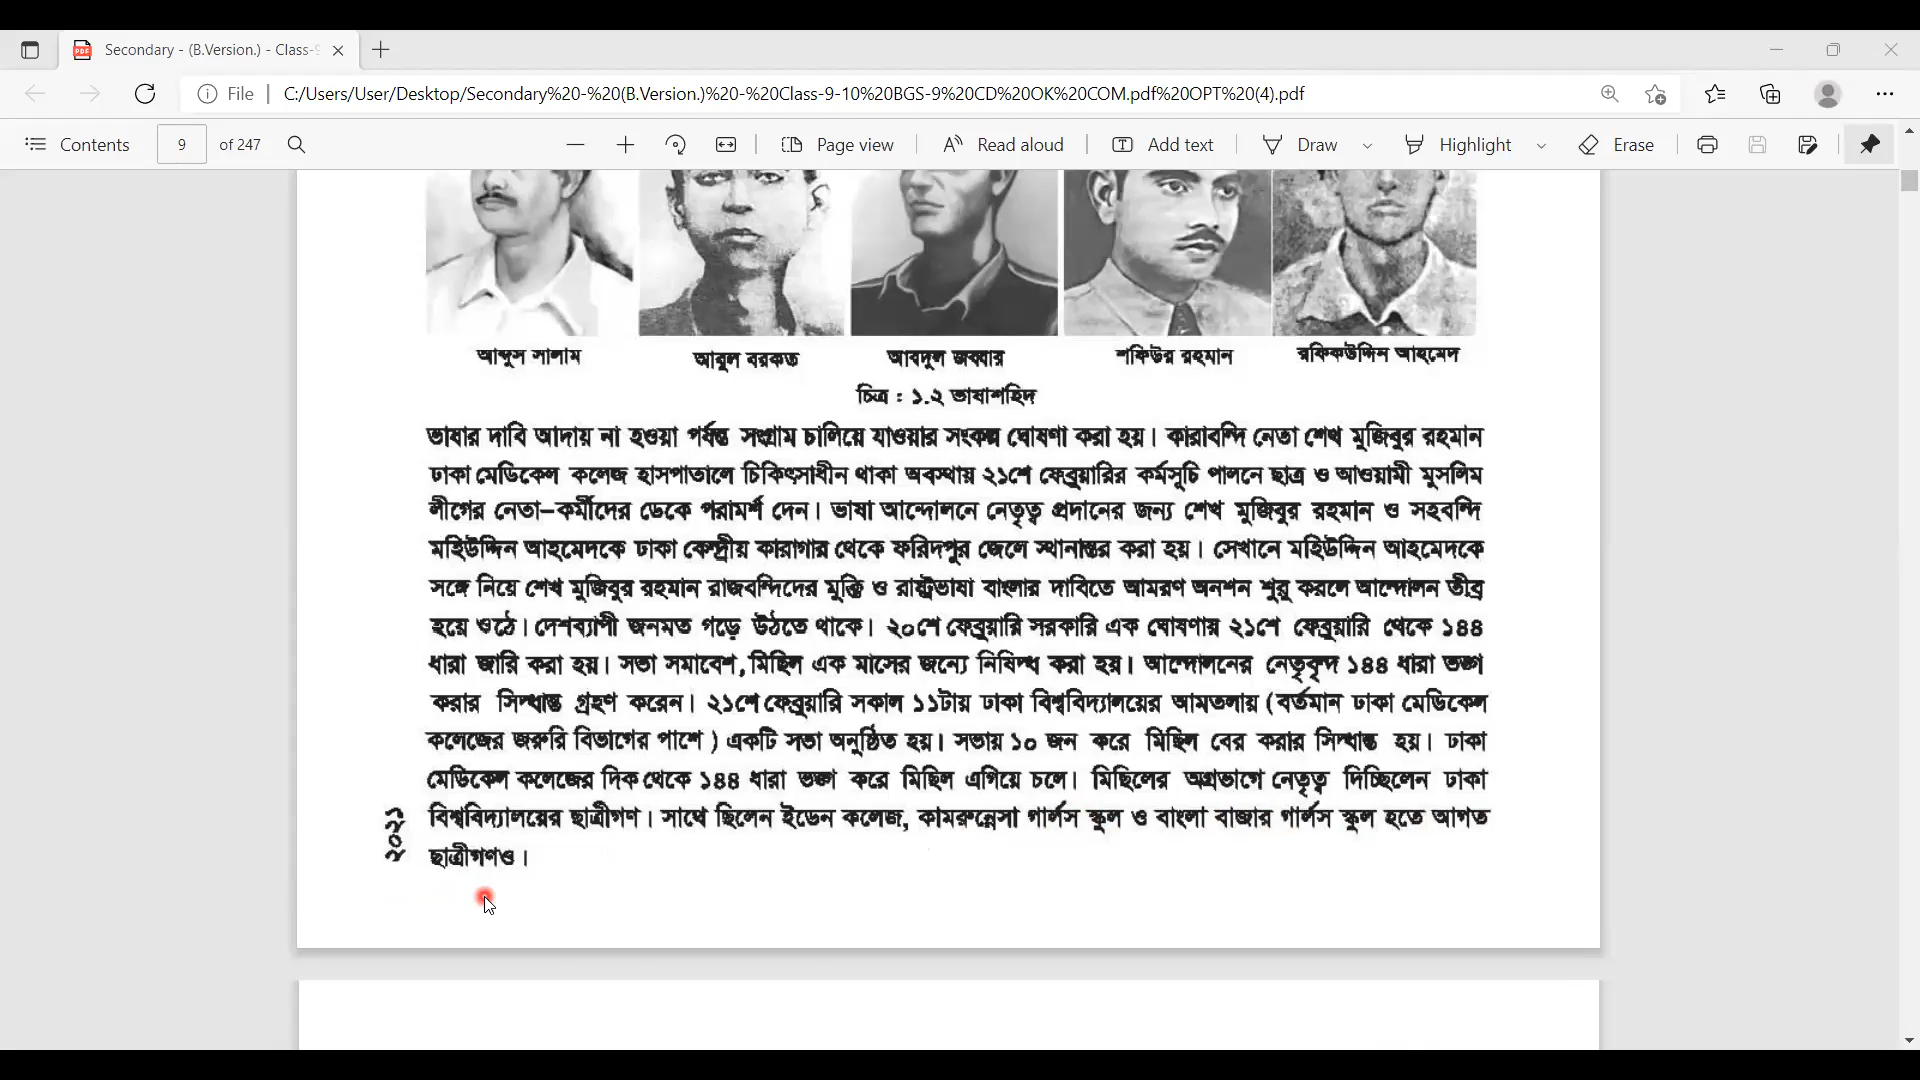 Secondary - (B.Version.) - Class-9
File
C:/Users/User/Desktop/Secondary%20-%20(B.Version.)%20-%20Class-9-10%20BGS-9%20CD%20OK%20COM.pdf%20OPT%20(4).pdf
Contents 9 of 247 Page view Read aloud Add text Draw Highlight Erase
আব্দুস সালাম আবুল বরকত আবদুল জব্বার শফিউর রহমান রফিকউদ্দিন আহমেদ
চিত্র : ১.২ ভাষাশহিদ
ভাষার দাবি আদায় না হওয়া পর্যন্ত সংগ্রাম চালিয়ে যাওয়ার সংকল্প ঘোষণা করা হয়। কারাবন্দি নেতা শেখ মুজিবুর রহমান
ঢাকা মেডিকেল কলেজ হাসপাতালে চিকিৎসাধীন থাকা অবস্থায় ২১শে ফেব্রুয়ারির কর্মসূচি পালনে ছাত্র ও আওয়ামী মুসলিম
লীগের নেতা-কর্মীদের ডেকে পরামর্শ দেন। ভাষা আন্দোলনে নেতৃত্ব প্রদানের জন্য শেখ মুজিবুর রহমান ও সহবন্দি
মহিউদ্দিন আহমেদকে ঢাকা কেন্দ্রীয় কারাগার থেকে ফরিদপুর জেলে স্থানান্তর করা হয়। সেখানে মহিউদ্দিন আহমেদকে
সঙ্গে নিয়ে শেখ মুজিবুর রহমান রাজবন্দিদের মুক্তি ও রাষ্ট্রভাষা বাংলার দাবিতে আমরণ অনশন শুরু করলে আন্দোলন তীব্র
হয়ে ওঠে। দেশব্যাপী জনমত গড়ে উঠতে থাকে। ২০শে ফেব্রুয়ারি সরকারি এক ঘোষণায় ২১শে ফেব্রুয়ারি থেকে ১৪৪
ধারা জারি করা হয়। সভা সমাবেশ, মিছিল এক মাসের জন্যে নিষিদ্ধ করা হয়। আন্দোলনের নেতৃবৃন্দ ১৪৪ ধারা ভঙ্গ
করার সিদ্ধান্ত গ্রহণ করেন। ২১শে ফেব্রুয়ারি সকাল ১১টায় ঢাকা বিশ্ববিদ্যালয়ের আমতলায় (বর্তমান ঢাকা মেডিকেল
কলেজের জরুরি বিভাগের পাশে ) একটি সভা অনুষ্ঠিত হয়। সভায় ১০ জন করে মিছিল বের করার সিদ্ধান্ত হয়। ঢাকা
মেডিকেল কলেজের দিক থেকে ১৪৪ ধারা ভঙ্গ করে মিছিল এগিয়ে চলে। মিছিলের অগ্রভাগে নেতৃত্ব দিচ্ছিলেন ঢাকা
বিশ্ববিদ্যালয়ের ছাত্রীগণ। সাথে ছিলেন ইডেন কলেজ, কামরুন্নেসা গার্লস স্কুল ও বাংলা বাজার গার্লস স্কুল হতে আগত
ছাত্রীগণও।
২০২১